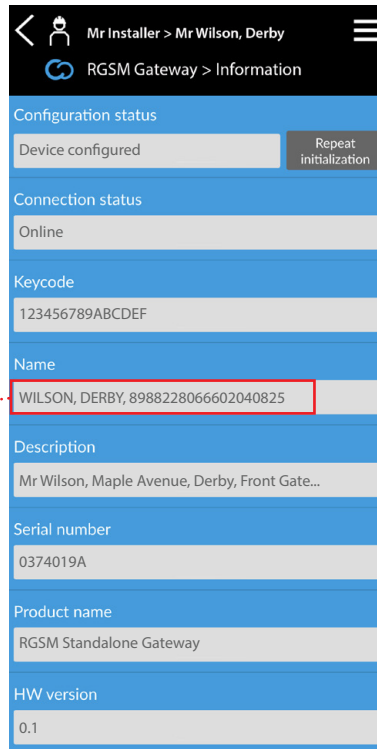 Mr Installer > Mr Wilson, Derby
RGSM Gateway > Information
Configuration status
Device configured
Repeat
initialization
Connection status
Online
Keycode
123456789ABCDEF
Name
WILSON, DERBY, 8988228066602040825
Description
Mr Wilson, Maple Avenue, Derby, Front Gate...
Serial number
0374019A
Product name
RGSM Standalone Gateway
HW version
0.1